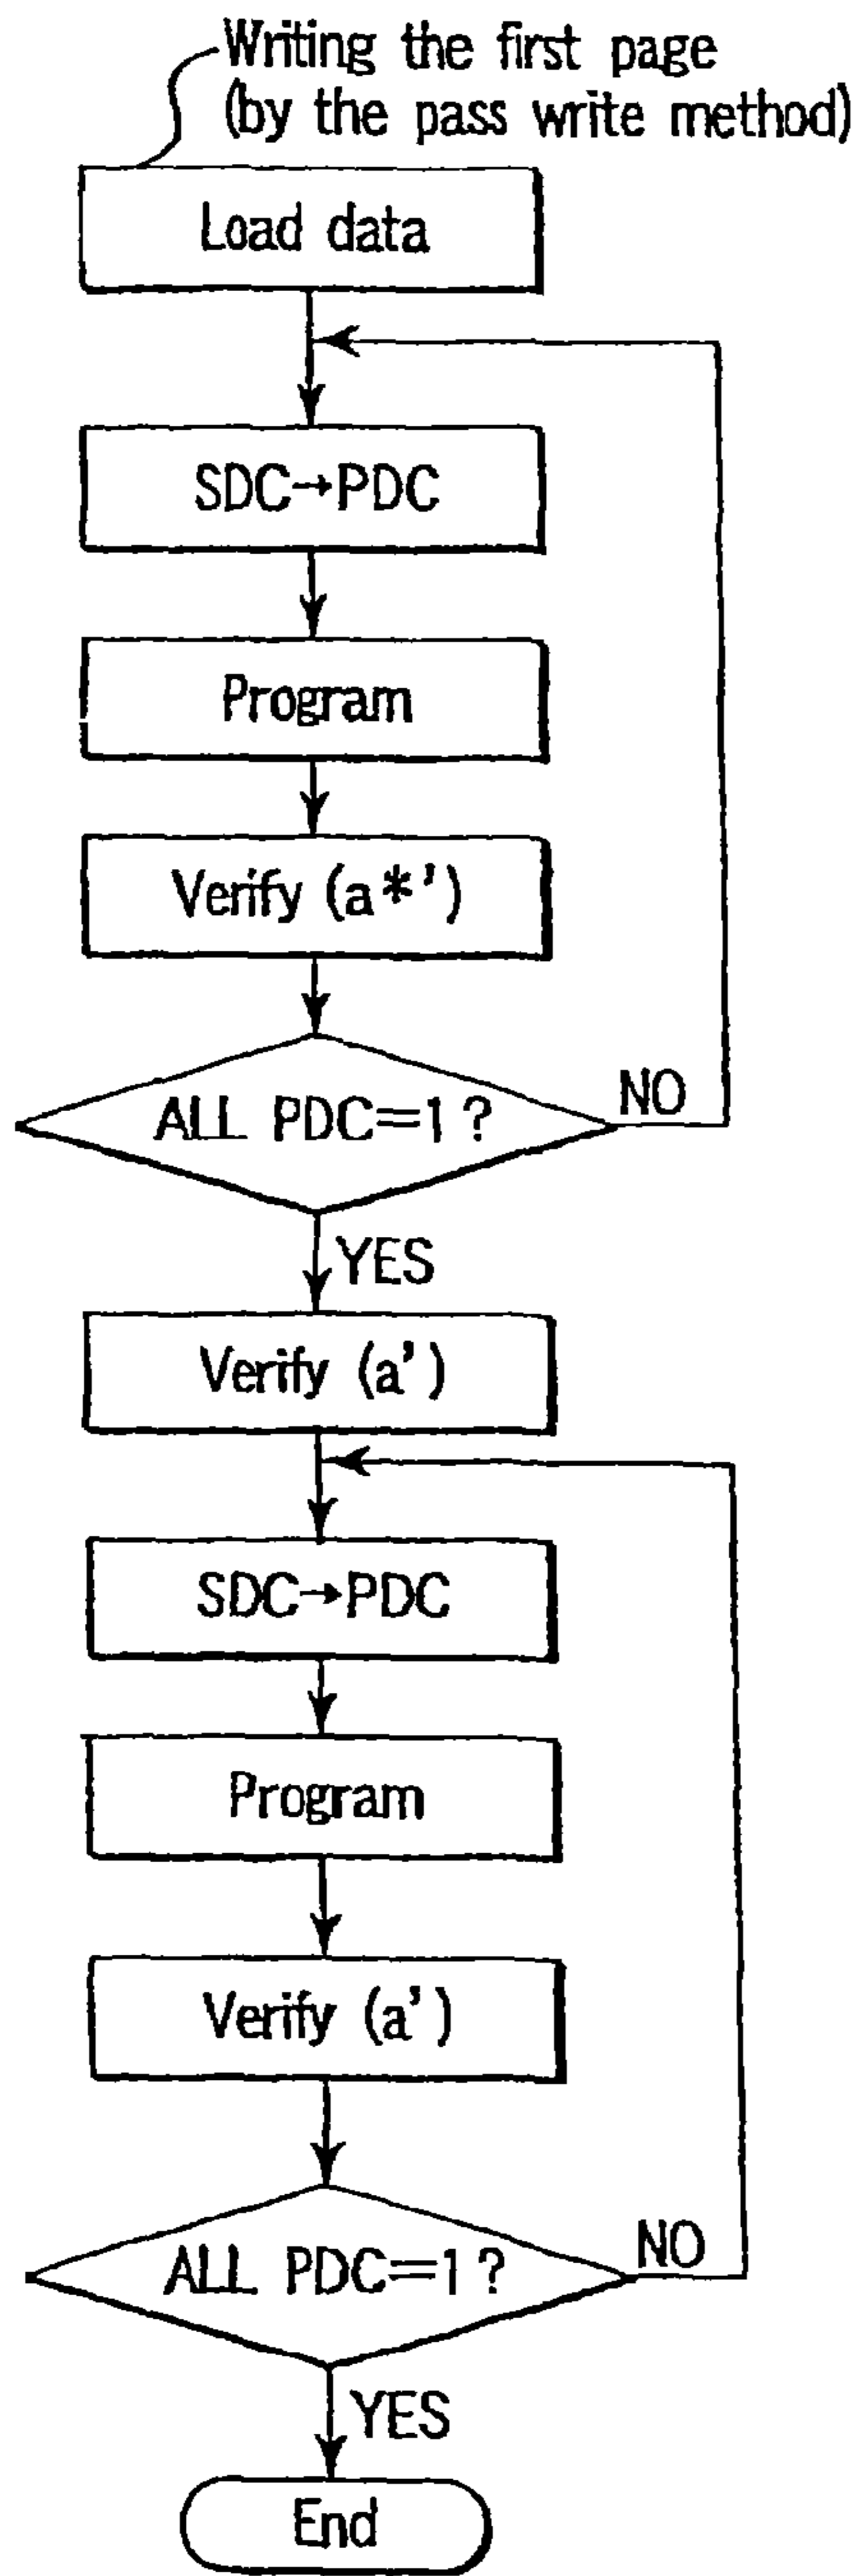 Writing the first page
(by the pass write method)
Load data
SDC→PDC
Program
Verify (a*')
ALL PDC=1?
NO
YES
Verify (a')
SDC→PDC
Program
Verify (a')
ALL PDC=1?
NO
YES
End